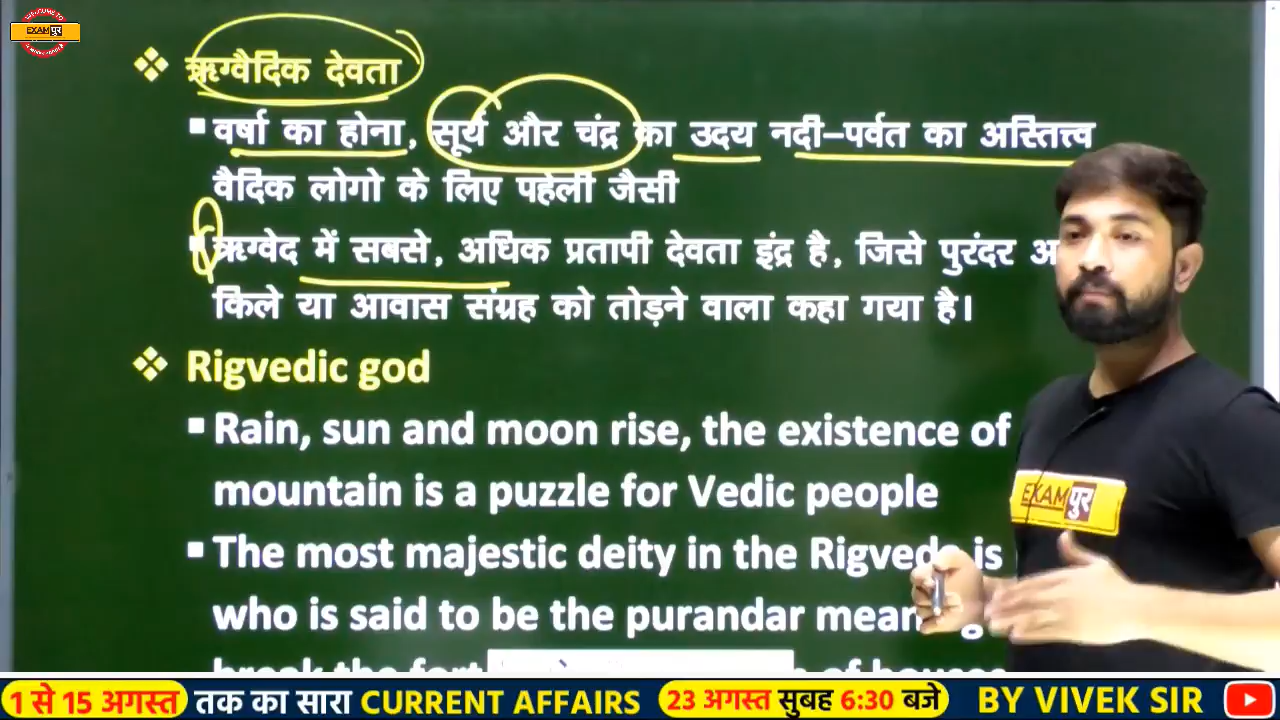 WELCOME TO
EXAMपुर
❖ ऋग्वैदिक देवता
▪ वर्षा का होना, सूर्य और चंद्र का उदय नदी–पर्वत का अस्तित्त्व
वैदिक लोगो के लिए पहेली जैसी
▪ ऋग्वेद में सबसे, अधिक प्रतापी देवता इंद्र है, जिसे पुरंदर
किले या आवास संग्रह को तोड़ने वाला कहा गया है।
❖ Rigvedic god
▪ Rain, sun and moon rise, the existence of
mountain is a puzzle for Vedic people
▪ The most majestic deity in the Rigveda is
who is said to be the purandar
EXAMपुर
1 से 15 अगस्त तक का सारा CURRENT AFFAIRS 23 अगस्त सुबह 6:30 बजे BY VIVEK SIR